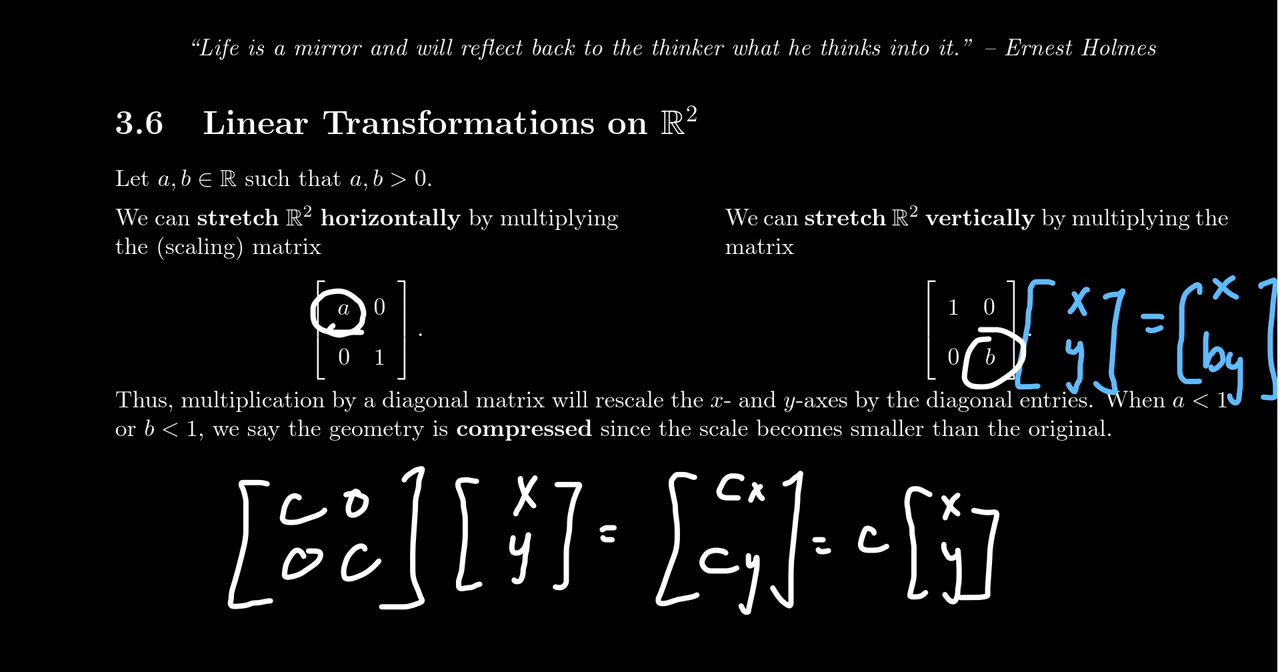 “Life is a mirror and will reflect back to the thinker what he thinks into it.” – Ernest Holmes
3.6 Linear Transformations on ℝ²
Let a, b ∈ ℝ such that a, b > 0.
We can stretch ℝ² horizontally by multiplying
the (scaling) matrix
[ a 0
0 1 ] .
We can stretch ℝ² vertically by multiplying the
matrix
[ 1 0
0 b ] . [ x
y ] = [ x
by ]
Thus, multiplication by a diagonal matrix will rescale the x- and y-axes by the diagonal entries. When a < 1
or b < 1, we say the geometry is compressed since the scale becomes smaller than the original.
[ c 0 ] [ x ] = [ cx ] = c [ x ]
[ 0 c ] [ y ] [ cy ] [ y ]